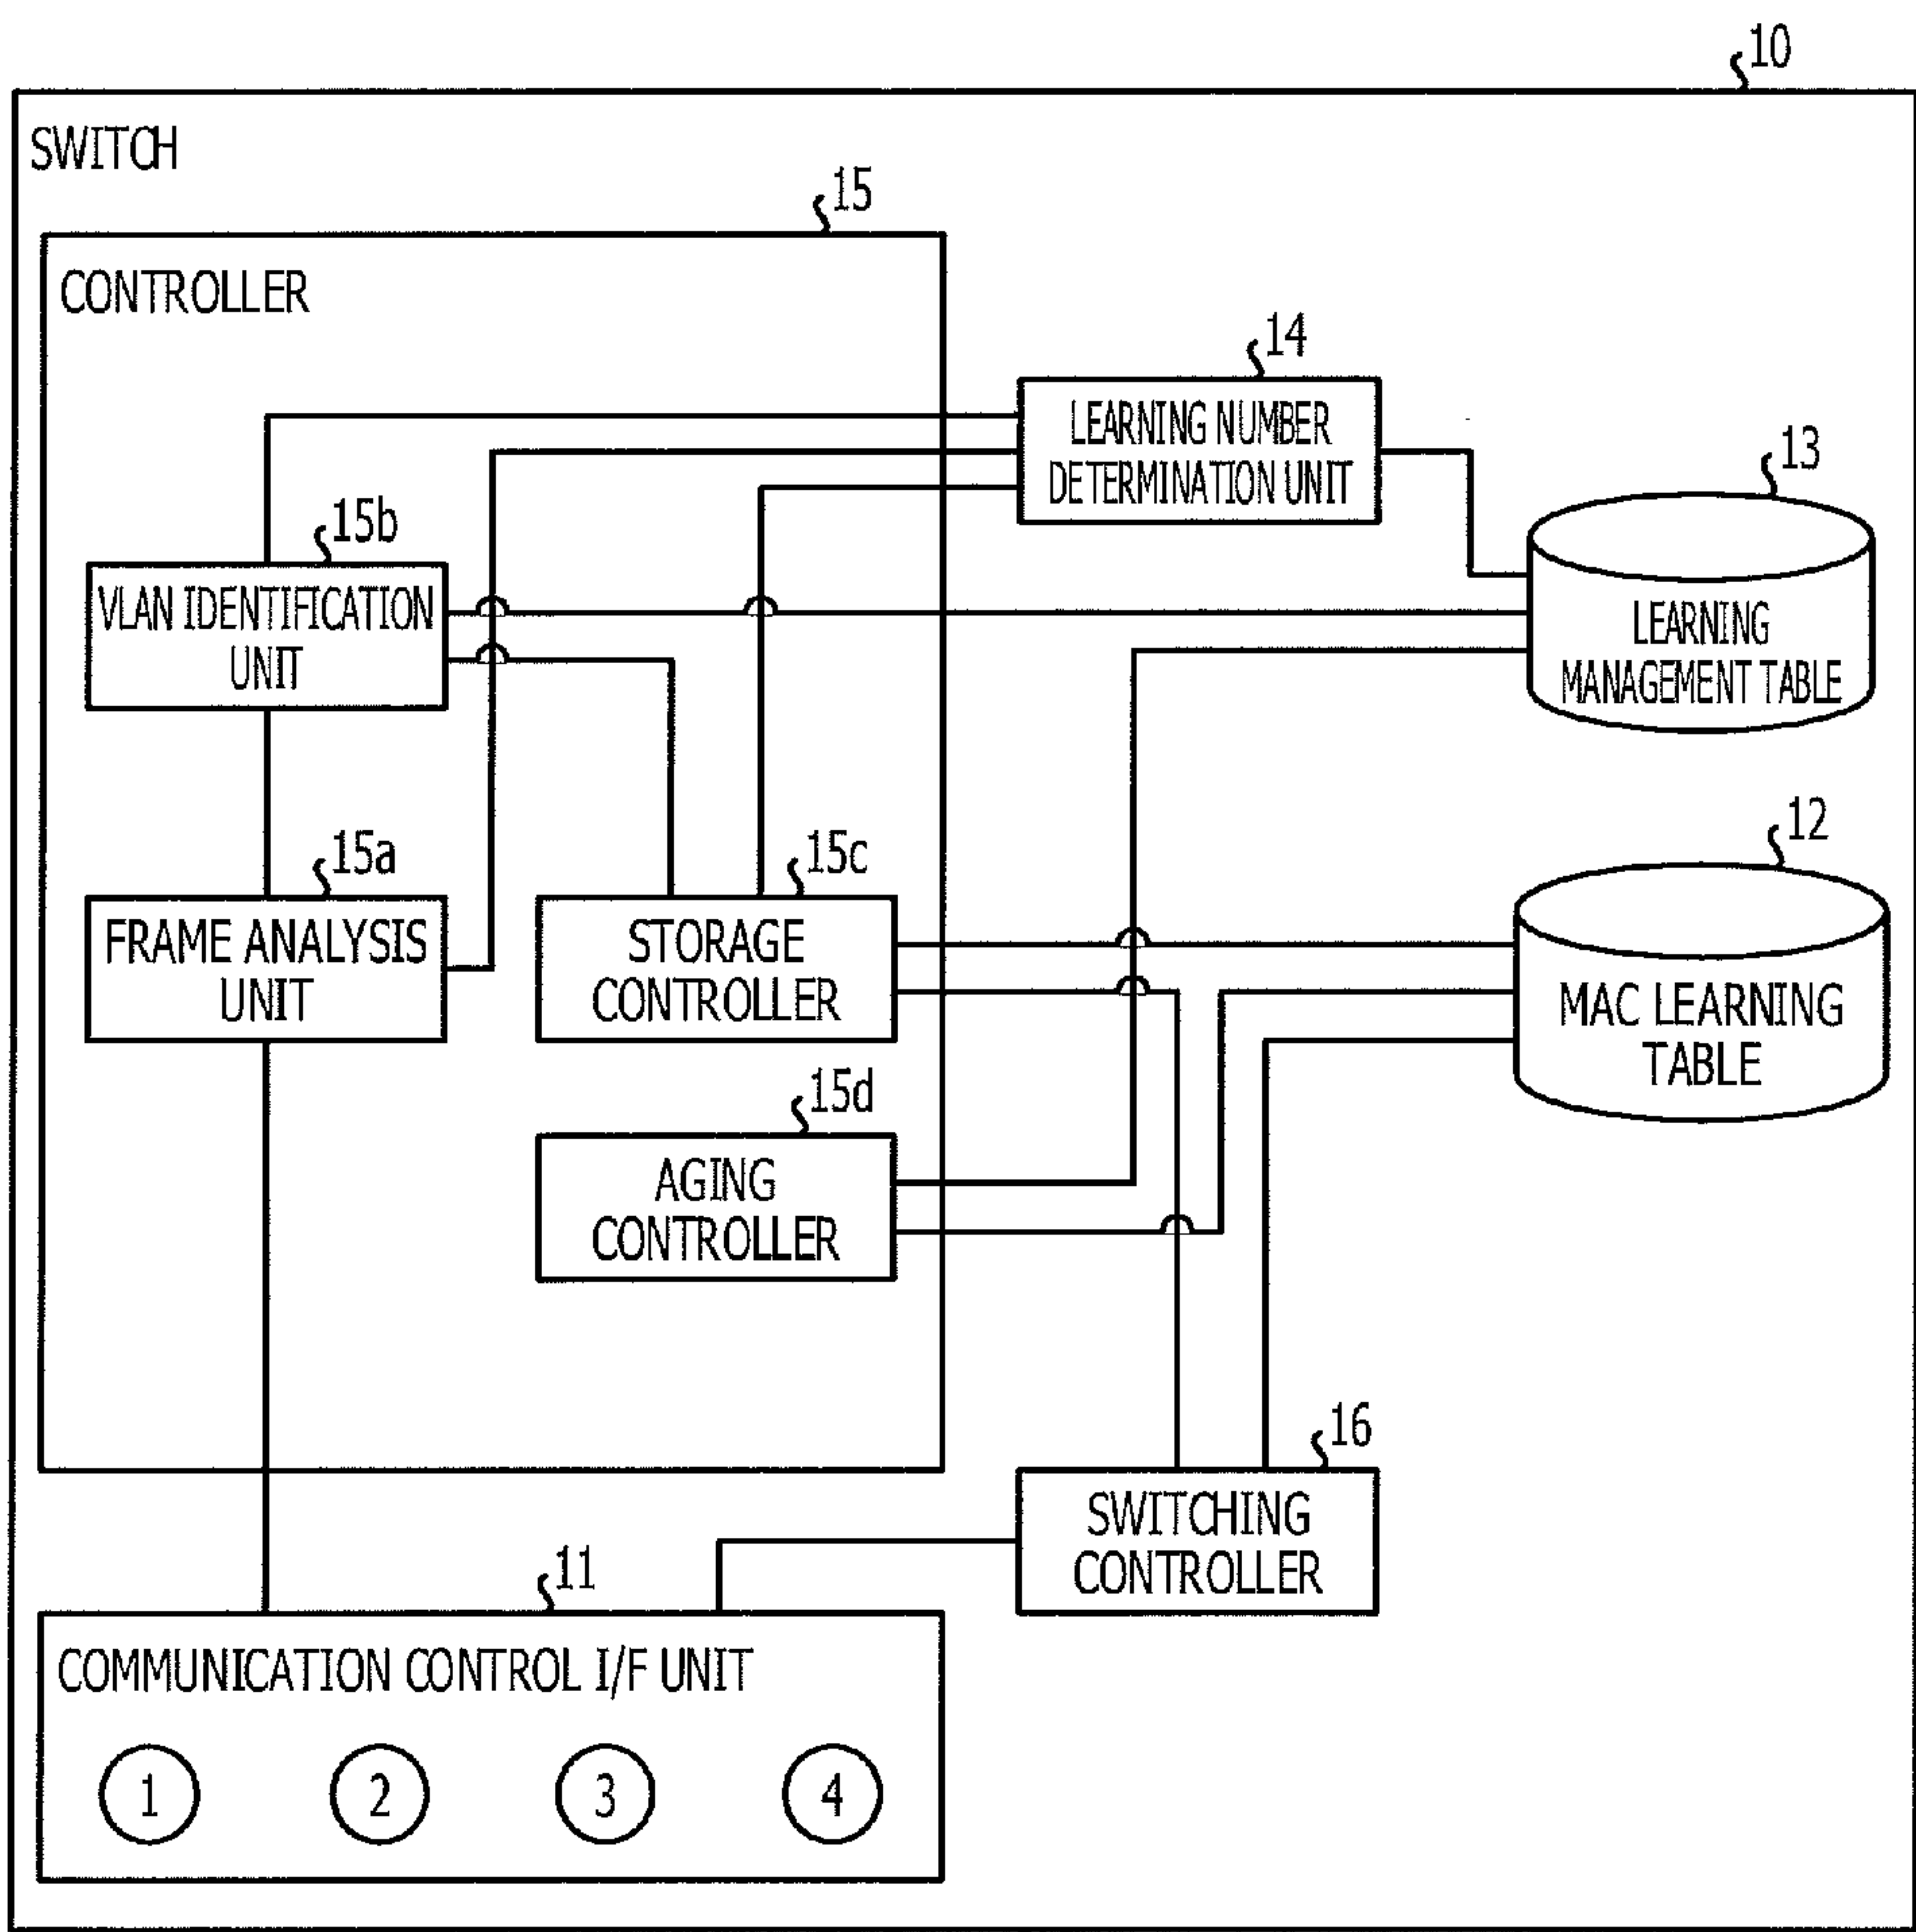 10
SWITCH
15
CONTROLLER
14
LEARNING NUMBER
DETERMINATION UNIT
13
LEARNING
MANAGEMENT TABLE
15b
VLAN IDENTIFICATION
UNIT
12
MAC LEARNING
TABLE
15a
FRAME ANALYSIS
UNIT
15c
STORAGE
CONTROLLER
15d
AGING
CONTROLLER
16
SWITCHING
CONTROLLER
11
COMMUNICATION CONTROL I/F UNIT
1 2 3 4